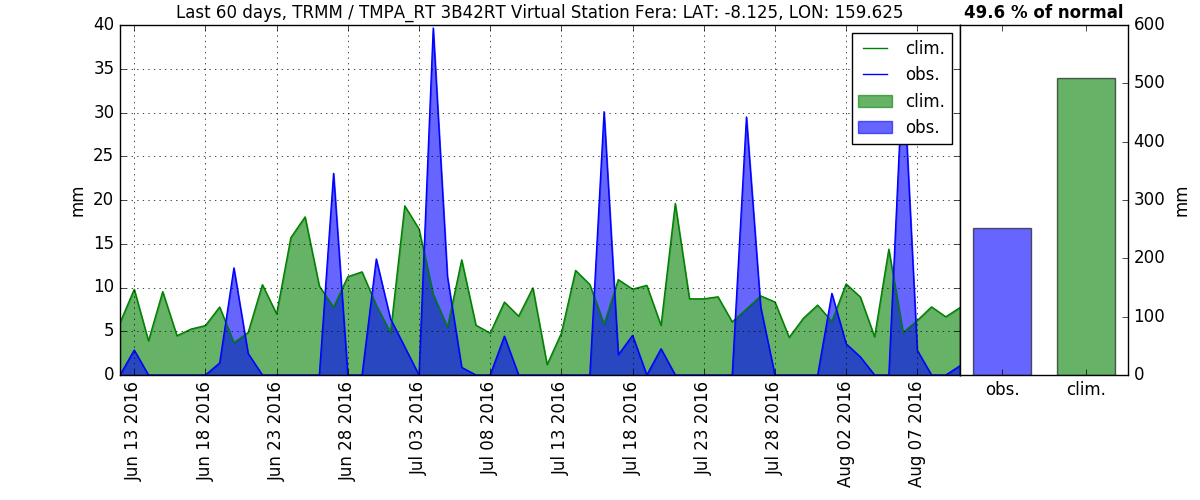 Last 60 days, TRMM / TMPA_RT 3B42RT Virtual Station Fera: LAT: -8.125, LON: 159.625
49.6 % of normal
40
35
30
25
20
15
10
5
0
mm
clim.
obs.
clim.
obs.
600
500
400
300
200
100
0
mm
Jun 13 2016
Jun 18 2016
Jun 23 2016
Jun 28 2016
Jul 03 2016
Jul 08 2016
Jul 13 2016
Jul 18 2016
Jul 23 2016
Jul 28 2016
Aug 02 2016
Aug 07 2016
obs.
clim.